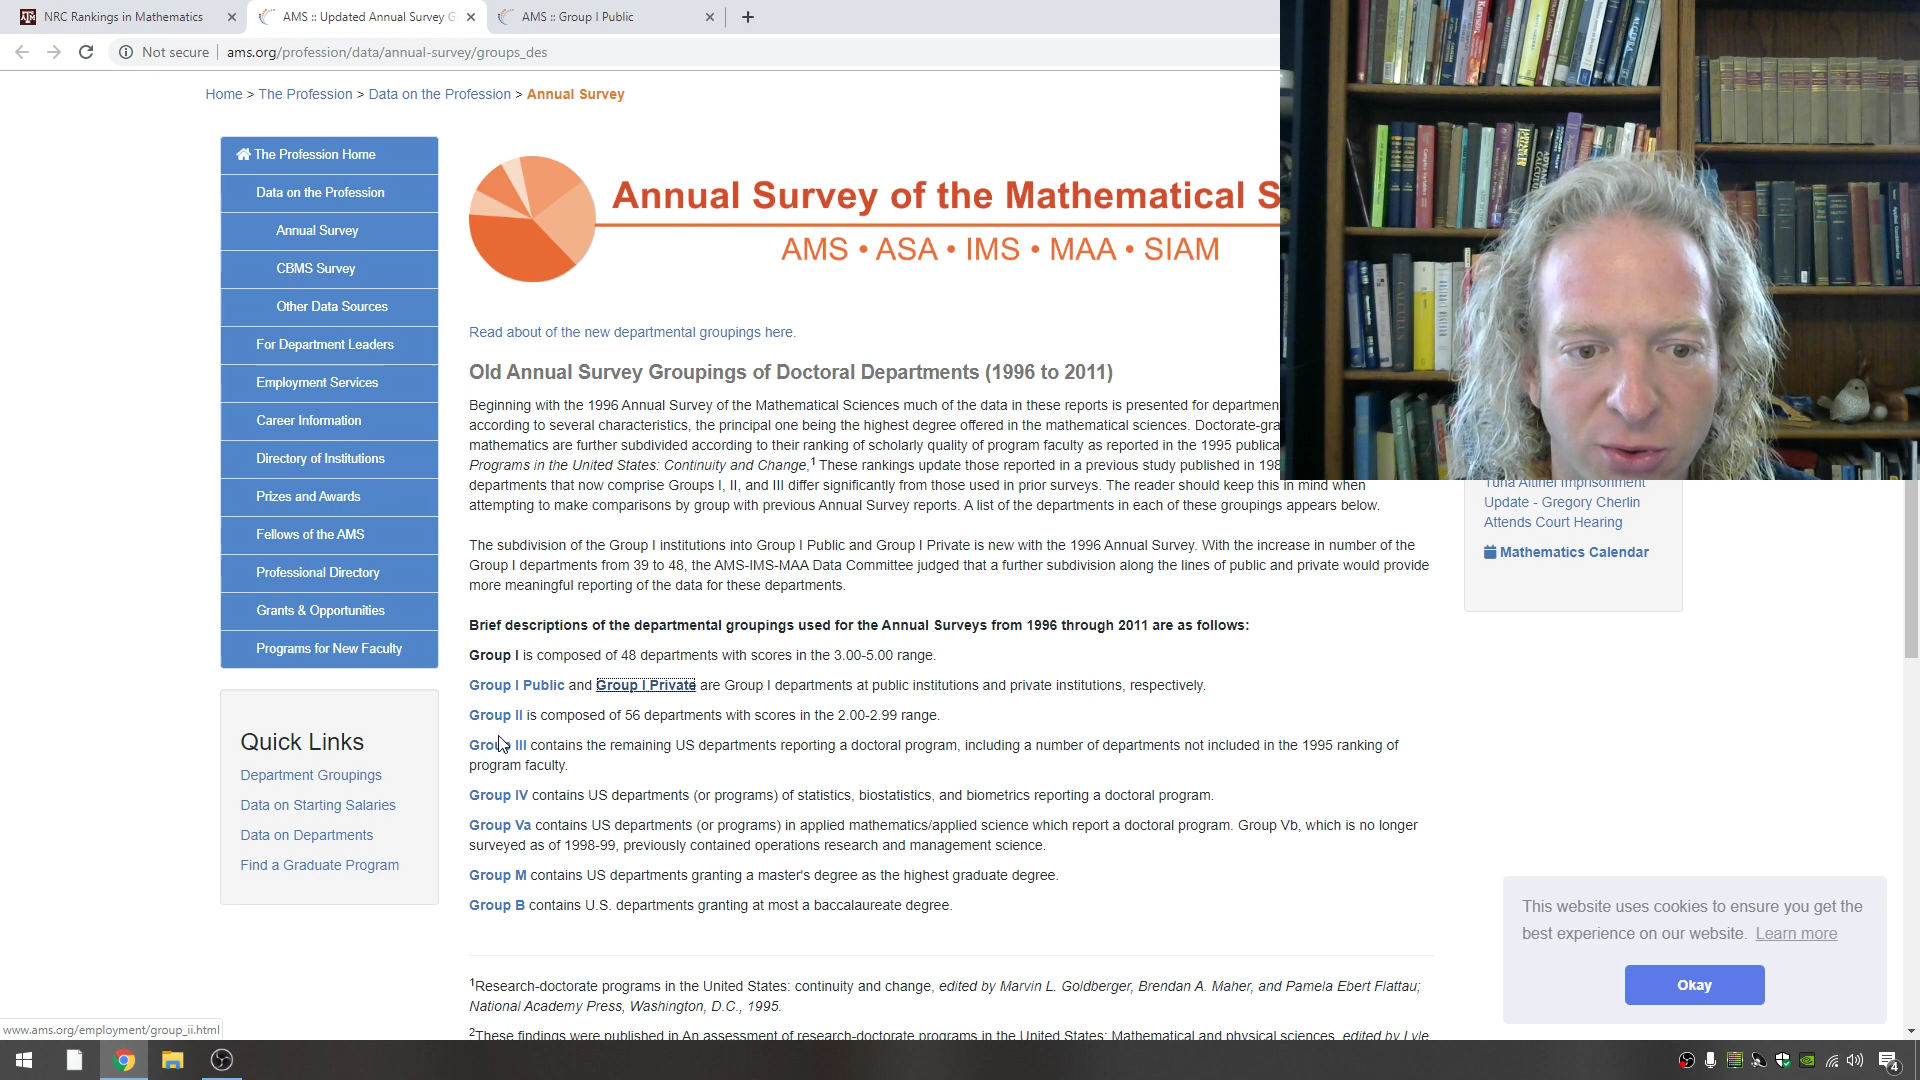 NRC Rankings in Mathematics
AMS :: Updated Annual Survey G
AMS :: Group I Public
Not secure
ams.org/profession/data/annual-survey/groups_des
Home > The Profession > Data on the Profession > Annual Survey
The Profession Home
Data on the Profession
Annual Survey
CBMS Survey
Other Data Sources
For Department Leaders
Employment Services
Career Information
Directory of Institutions
Prizes and Awards
Fellows of the AMS
Professional Directory
Grants & Opportunities
Programs for New Faculty
Quick Links
Department Groupings
Data on Starting Salaries
Data on Departments
Find a Graduate Program
Annual Survey of the Mathematical S
AMS • ASA • IMS • MAA • SIAM
Read about of the new departmental groupings here.
Old Annual Survey Groupings of Doctoral Departments (1996 to 2011)
Beginning with the 1996 Annual Survey of the Mathematical Sciences much of the data in these reports is presented for departmen
according to several characteristics, the principal one being the highest degree offered in the mathematical sciences. Doctorate-gra
mathematics are further subdivided according to their ranking of scholarly quality of program faculty as reported in the 1995 publica
Programs in the United States: Continuity and Change,1 These rankings update those reported in a previous study published in 198
departments that now comprise Groups I, II, and III differ significantly from those used in prior surveys. The reader should keep this in mind when
attempting to make comparisons by group with previous Annual Survey reports. A list of the departments in each of these groupings appears below.
The subdivision of the Group I institutions into Group I Public and Group I Private is new with the 1996 Annual Survey. With the increase in number of the
Group I departments from 39 to 48, the AMS-IMS-MAA Data Committee judged that a further subdivision along the lines of public and private would provide
more meaningful reporting of the data for these departments.
Brief descriptions of the departmental groupings used for the Annual Surveys from 1996 through 2011 are as follows:
Group I is composed of 48 departments with scores in the 3.00-5.00 range.
Group I Public and Group I Private are Group I departments at public institutions and private institutions, respectively.
Group II is composed of 56 departments with scores in the 2.00-2.99 range.
Group III contains the remaining US departments reporting a doctoral program, including a number of departments not included in the 1995 ranking of
program faculty.
Group IV contains US departments (or programs) of statistics, biostatistics, and biometrics reporting a doctoral program.
Group Va contains US departments (or programs) in applied mathematics/applied science which report a doctoral program. Group Vb, which is no longer
surveyed as of 1998-99, previously contained operations research and management science.
Group M contains US departments granting a master's degree as the highest graduate degree.
Group B contains U.S. departments granting at most a baccalaureate degree.
1Research-doctorate programs in the United States: continuity and change, edited by Marvin L. Goldberger, Brendan A. Maher, and Pamela Ebert Flattau;
National Academy Press, Washington, D.C., 1995.
2These findings were published in An assessment of research-doctorate programs in the United States: Mathematical and physical sciences, edited by Lyle
Tuna Altinel Imprisonment
Update - Gregory Cherlin
Attends Court Hearing
Mathematics Calendar
This website uses cookies to ensure you get the
best experience on our website. Learn more
Okay
www.ams.org/employment/group_ii.html
4